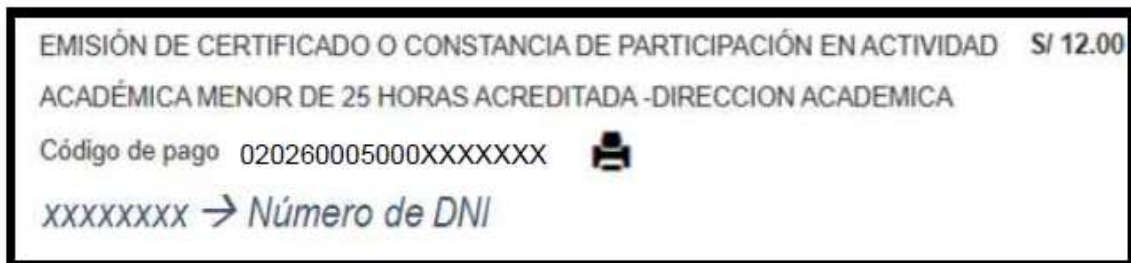 EMISIÓN DE CERTIFICADO O CONSTANCIA DE PARTICIPACIÓN EN ACTIVIDAD S/ 12.00
ACADÉMICA MENOR DE 25 HORAS ACREDITADA -DIRECCION ACADEMICA
Código de pago 020260005000XXXXXXX
xxxxxxxx → Número de DNI